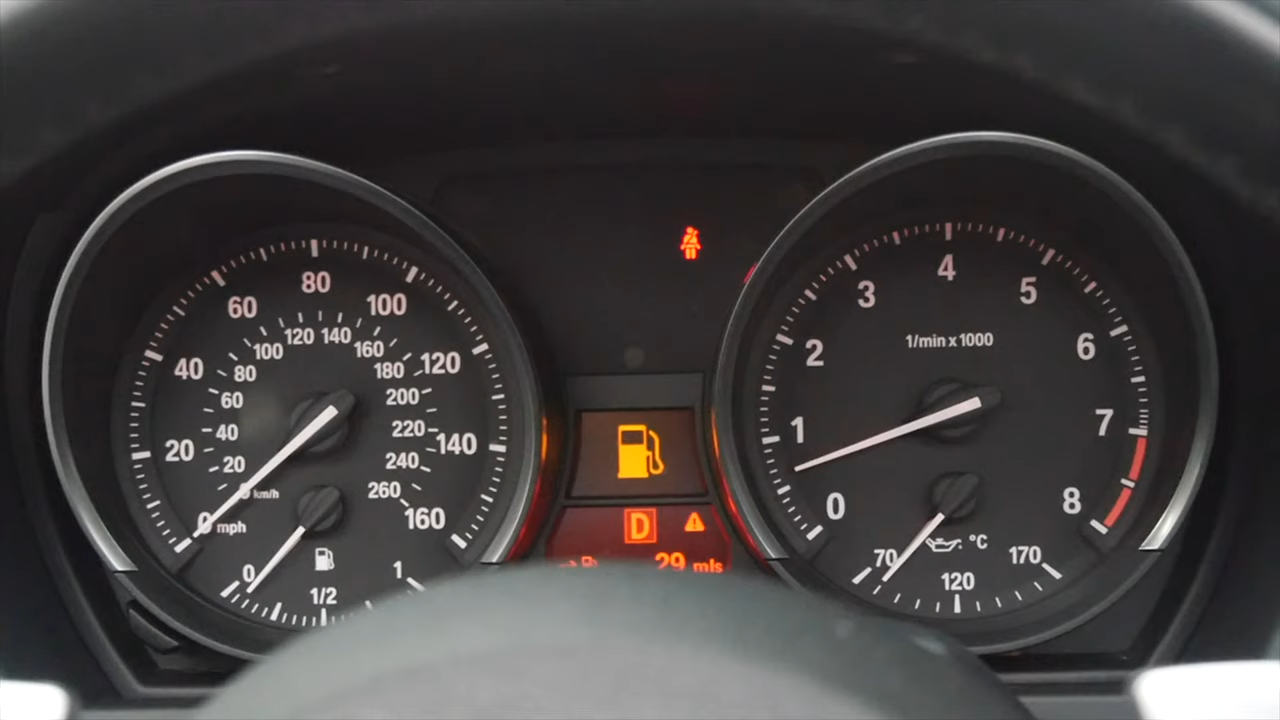 0 20 40 60 80 100 120 140 160
mph
0 20 40 60 80 100 120 140 160 180 200 220 240 260
km/h
0 1/2 1
D
29 mls
0 1 2 3 4 5 6 7 8
1/min x 1000
70 120 170
°C